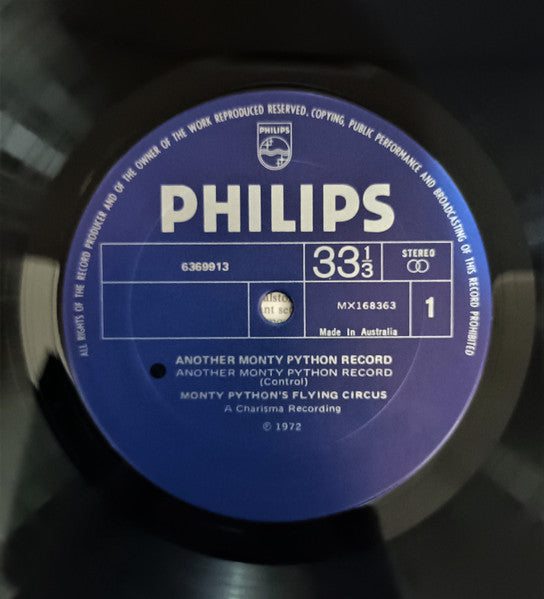 ALL RIGHTS OF THE RECORD PRODUCER AND OF THE OWNER OF THE WORK REPRODUCED RESERVED. COPYING, PUBLIC PERFORMANCE AND BROADCASTING OF THIS RECORD PROHIBITED
PHILIPS
PHILIPS
6369913
33 1/3
STEREO
MX168363
1
Made In Australia
ANOTHER MONTY PYTHON RECORD
ANOTHER MONTY PYTHON RECORD
(Control)
MONTY PYTHON'S FLYING CIRCUS
A Charisma Recording
℗ 1972